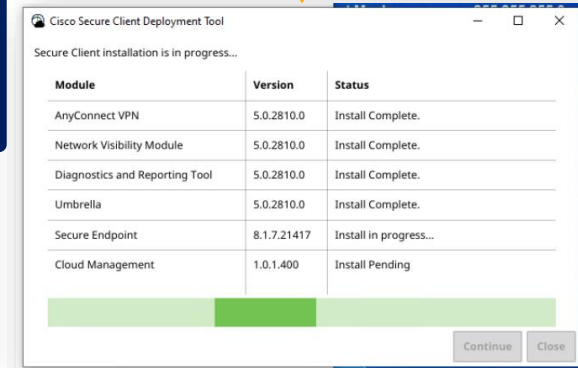 Cisco Secure Client Deployment Tool
Secure Client installation is in progress...
Module Version Status
AnyConnect VPN 5.0.2810.0 Install Complete.
Network Visibility Module 5.0.2810.0 Install Complete.
Diagnostics and Reporting Tool 5.0.2810.0 Install Complete.
Umbrella 5.0.2810.0 Install Complete.
Secure Endpoint 8.1.7.21417 Install in progress...
Cloud Management 1.0.1.400 Install Pending
Continue Close